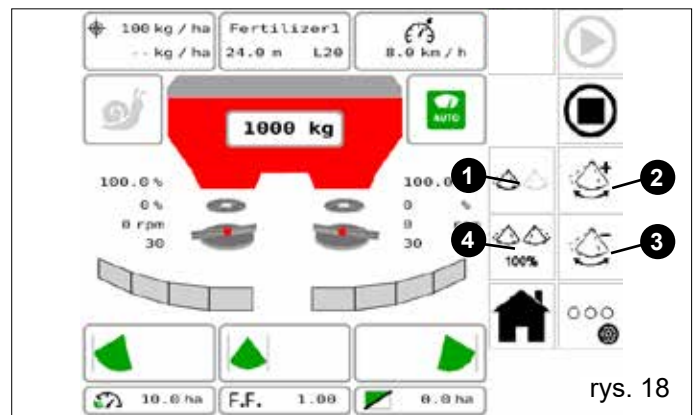 100 kg / ha
-- kg / ha
Fertilizer1
24.0 m L20
8.0 km / h
AUTO
1000 kg
100.0 %
0 %
0 rpm
30
100.0
0 %
0
30
1
2
3
4
100%
10.0 ha
F.F. 1.00
0.0 ha
rys. 18